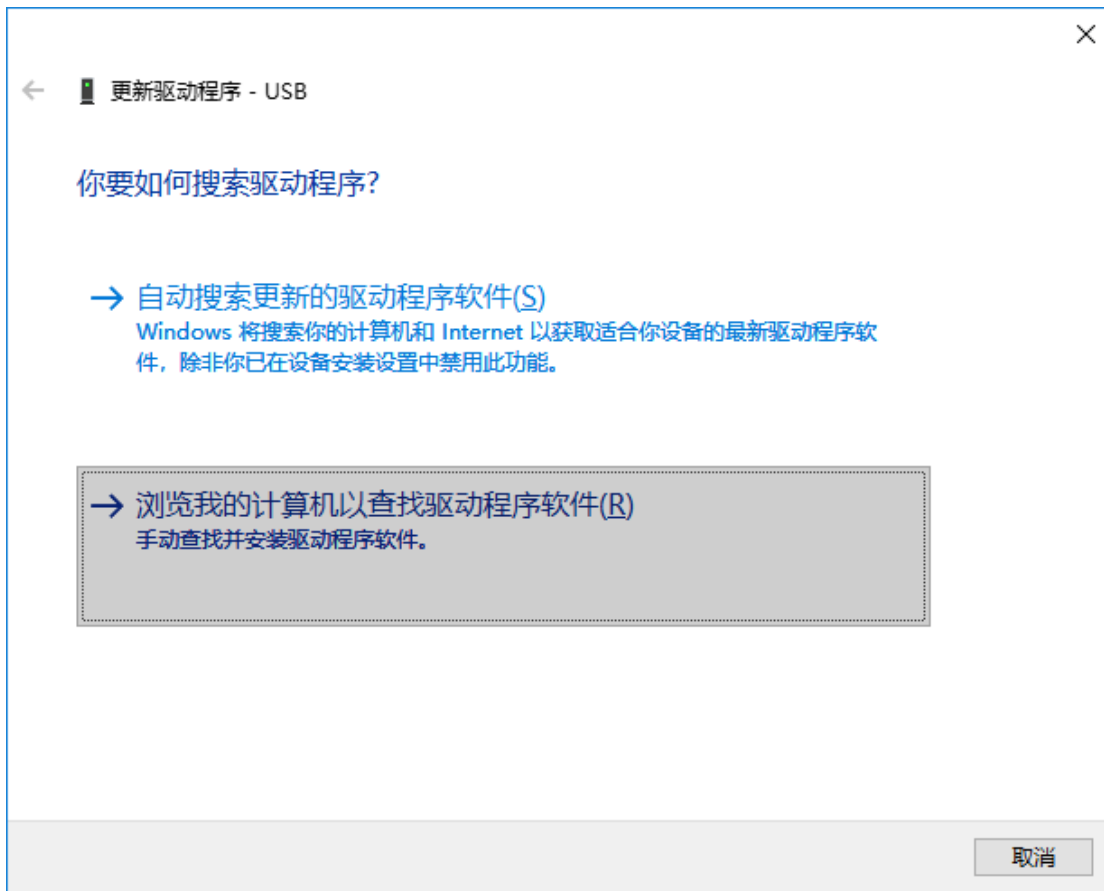 更新驱动程序 - USB
你要如何搜索驱动程序?
自动搜索更新的驱动程序软件(S)
Windows 将搜索你的计算机和 Internet 以获取适合你设备的最新驱动程序软
件，除非你已在设备安装设置中禁用此功能。
浏览我的计算机以查找驱动程序软件(R)
手动查找并安装驱动程序软件。
取消